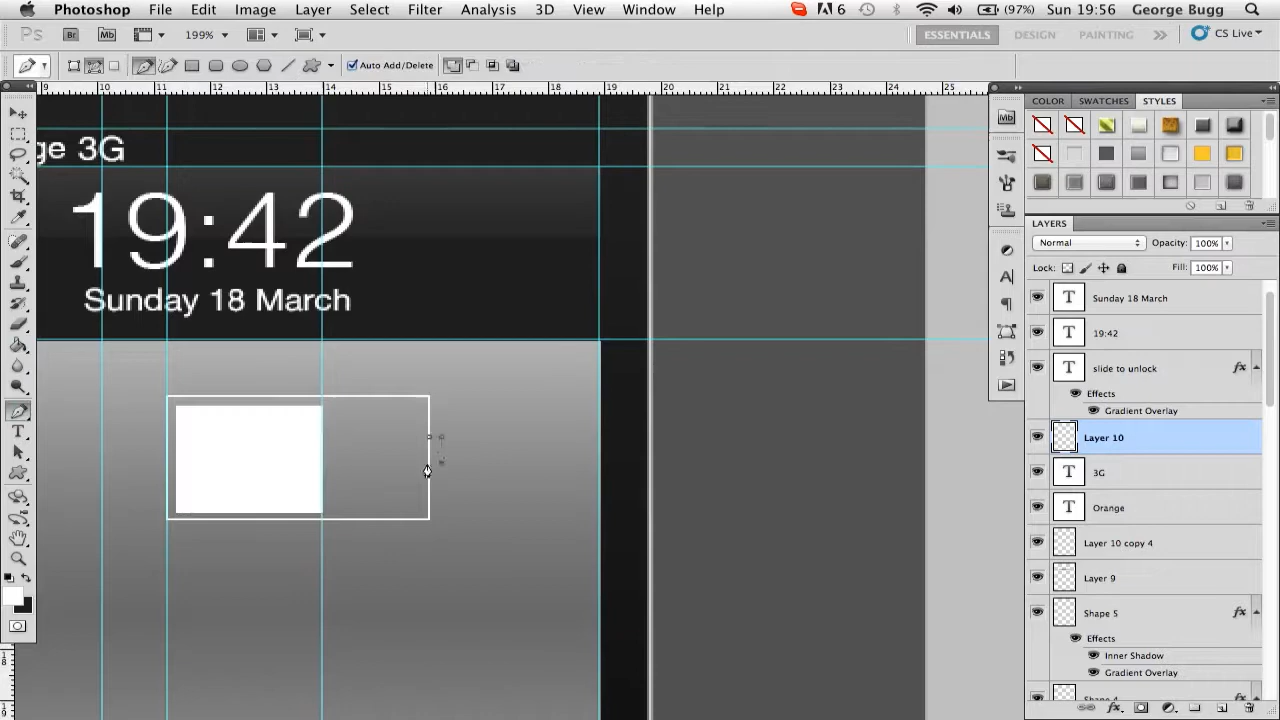 Photoshop File Edit Image Layer Select Filter Analysis 3D View Window Help 6 (97%) Sun 19:56 George Bugg
Ps Br Mb 199% ESSENTIALS DESIGN PAINTING CS Live
Auto Add/Delete
9 10 11 12 13 14 15 16 17 18 19 20 21 22 23 24 25
COLOR SWATCHES STYLES
Mb
ge 3G
19:42
Sunday 18 March
LAYERS
Normal Opacity: 100%
Lock: Fill: 100%
T Sunday 18 March
T 19:42
T slide to unlock fx
Effects
Gradient Overlay
Layer 10
T 3G
T Orange
Layer 10 copy 4
Layer 9
Shape 5 fx
Effects
Inner Shadow
Gradient Overlay